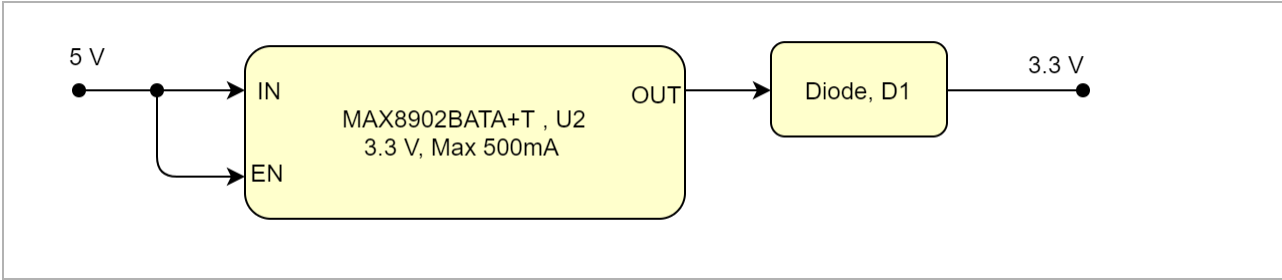 5 V
3.3 V
IN
OUT
Diode, D1
MAX8902BATA+T , U2
3.3 V, Max 500mA
EN